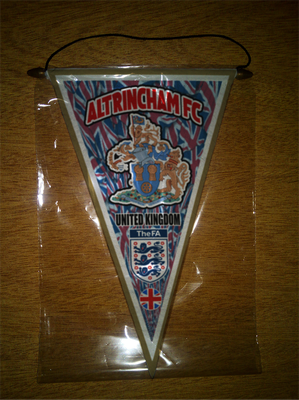 ALTRINCHAM FC
UNITED KINGDOM
TheFA